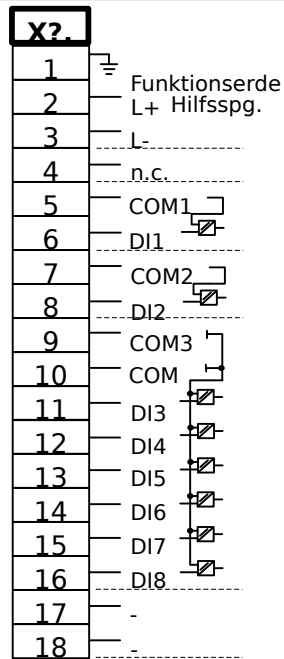 X?.
1
Funktionserde
2 L+ Hilfsspg.
3 L-
4 n.c.
5 COM1
6 DI1
7 COM2
8 DI2
9 COM3
10 COM
11 DI3
12 DI4
13 DI5
14 DI6
15 DI7
16 DI8
17 -
18 -